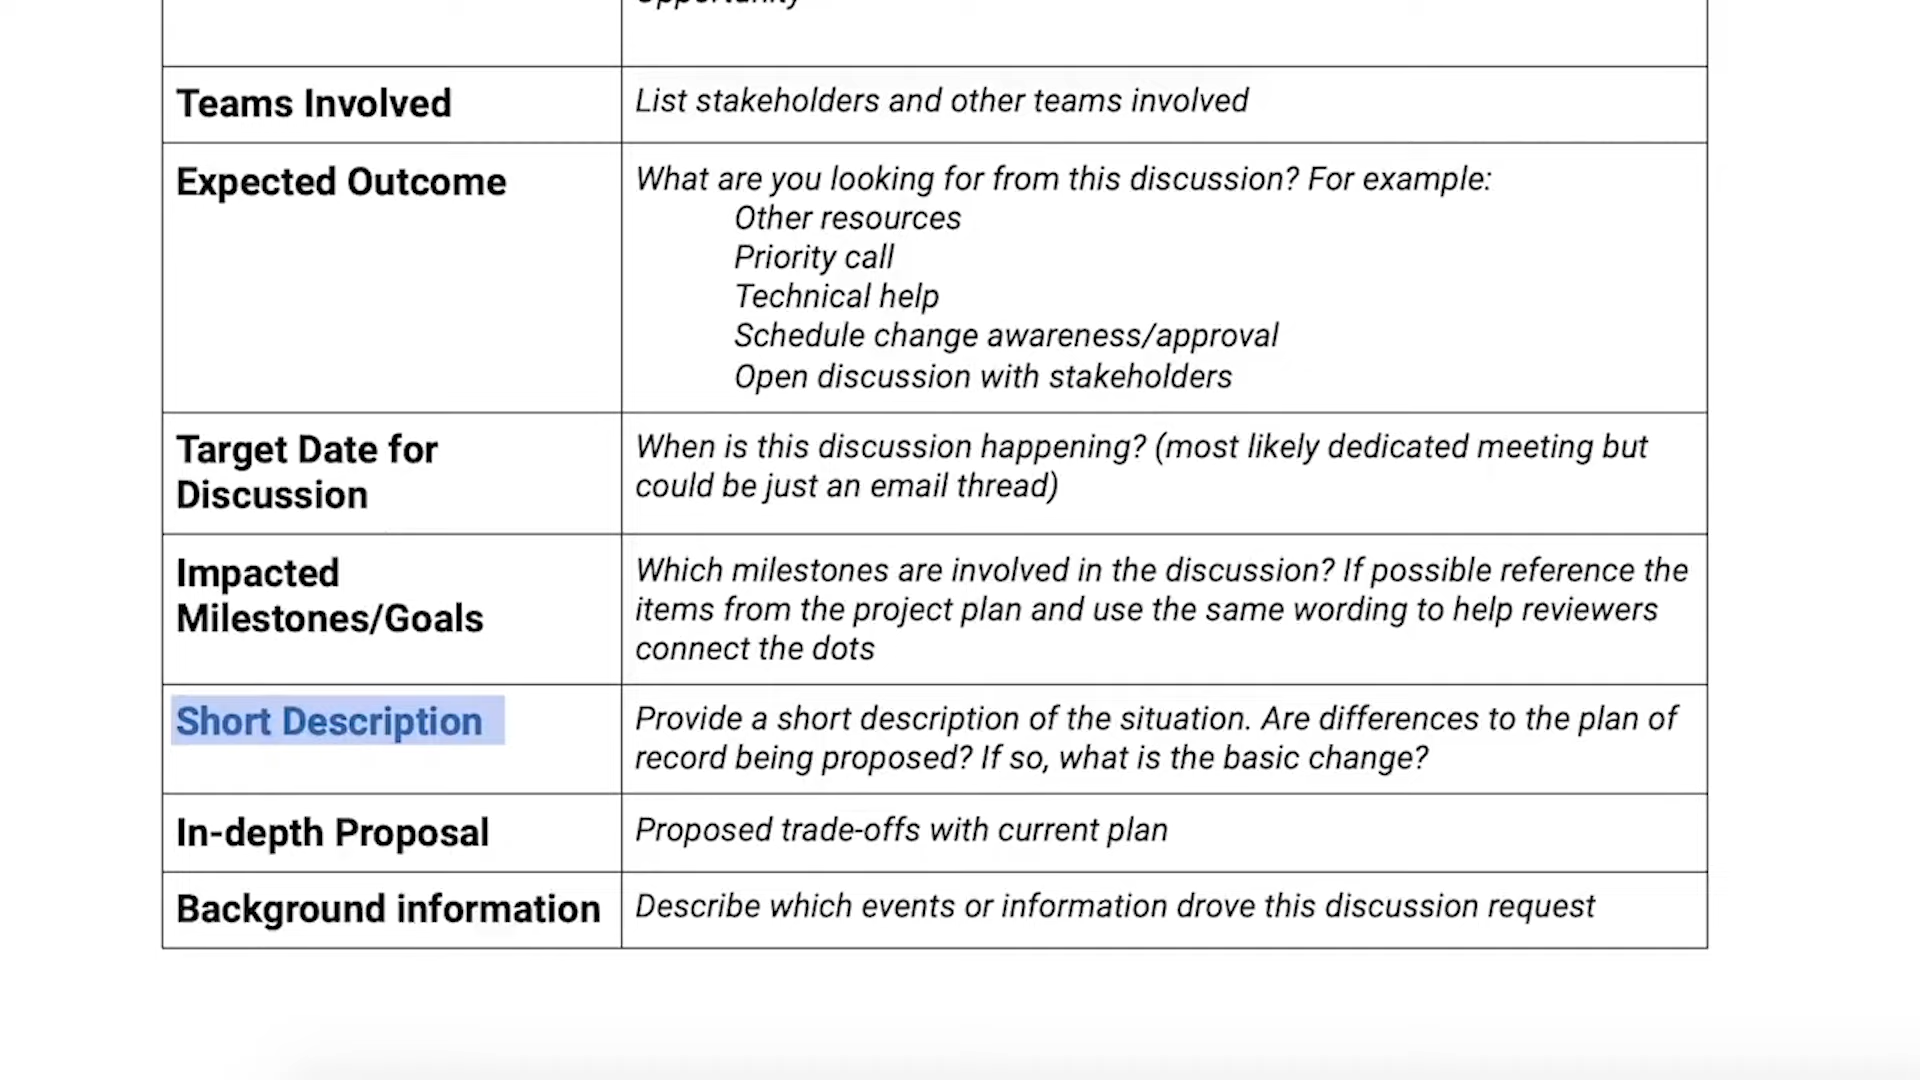 Opportunity
Teams Involved
List stakeholders and other teams involved
Expected Outcome
What are you looking for from this discussion? For example:
Other resources
Priority call
Technical help
Schedule change awareness/approval
Open discussion with stakeholders
Target Date for
Discussion
When is this discussion happening? (most likely dedicated meeting but
could be just an email thread)
Impacted
Milestones/Goals
Which milestones are involved in the discussion? If possible reference the
items from the project plan and use the same wording to help reviewers
connect the dots
Short Description
Provide a short description of the situation. Are differences to the plan of
record being proposed? If so, what is the basic change?
In-depth Proposal
Proposed trade-offs with current plan
Background information
Describe which events or information drove this discussion request